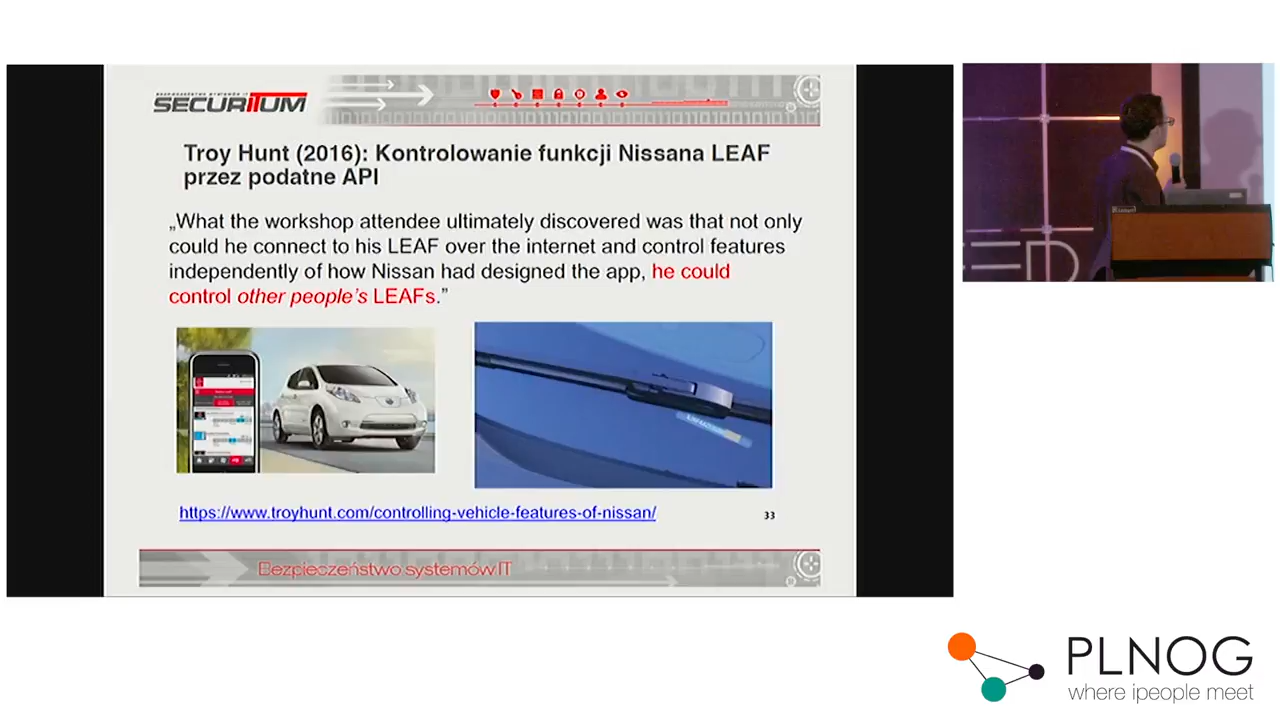 BEZPIECZEŃSTWO SYSTEMÓW IT
SECURITUM
Troy Hunt (2016): Kontrolowanie funkcji Nissana LEAF
przez podatne API
„What the workshop attendee ultimately discovered was that not only
could he connect to his LEAF over the internet and control features
independently of how Nissan had designed the app, he could
control other people’s LEAFs.”
https://www.troyhunt.com/controlling-vehicle-features-of-nissan/
33
Bezpieczeństwo systemów IT
PLNOG
where ipeople meet